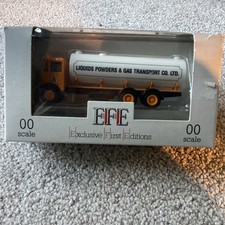 LIQUIDS POWDERS & GAS TRANSPORT CO. LTD.
00
scale
EFE
Exclusive First Editions
00
scale